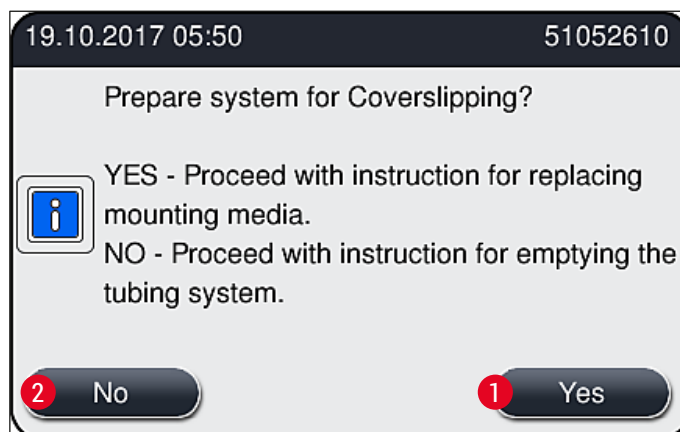 19.10.2017 05:50 51052610
Prepare system for Coverslipping?
YES - Proceed with instruction for replacing
mounting media.
NO - Proceed with instruction for emptying the
tubing system.
2 No 1 Yes